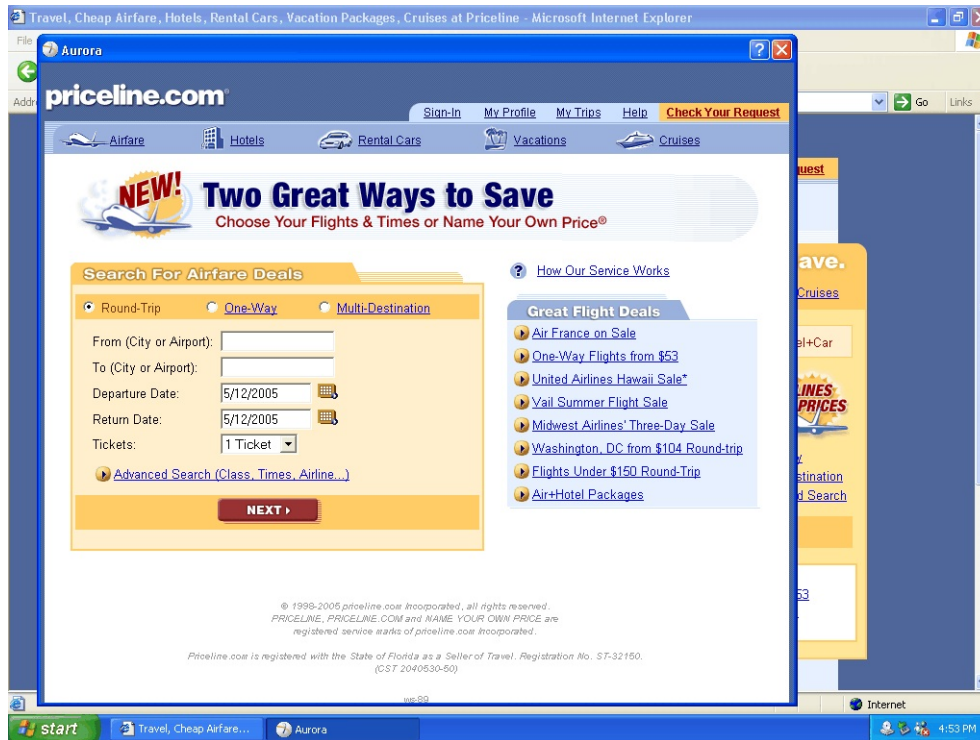 Travel, Cheap Airfare, Hotels, Rental Cars, Vacation Packages, Cruises at Priceline - Microsoft Internet Explorer
File
Aurora
Addr
Go Links
priceline.com
Sign-In My Profile My Trips Help Check Your Request
Airfare Hotels Rental Cars Vacations Cruises
uest
NEW!
Two Great Ways to Save
Choose Your Flights & Times or Name Your Own Price®
Search For Airfare Deals
How Our Service Works
ave.
Round-Trip One-Way Multi-Destination
Great Flight Deals
Cruises
From (City or Airport):
Air France on Sale
el+Car
To (City or Airport):
One-Way Flights from $53
Departure Date: 5/12/2005
United Airlines Hawaii Sale*
LINES
Vail Summer Flight Sale
PRICES
Return Date: 5/12/2005
Midwest Airlines' Three-Day Sale
Tickets: 1 Ticket
Washington, DC from $104 Round-trip
Advanced Search (Class, Times, Airline...)
Flights Under $150 Round-Trip
stination
Air+Hotel Packages
d Search
NEXT
53
© 1998-2005 priceline.com Incorporated, all rights reserved.
PRICELINE, PRICELINE.COM and NAME YOUR OWN PRICE are
registered service marks of priceline.com Incorporated.
Priceline.com is registered with the State of Florida as a Seller of Travel. Registration No. ST-32150.
(CST 2040530-50)
ws-89
Internet
start Travel, Cheap Airfare... Aurora 4:53 PM